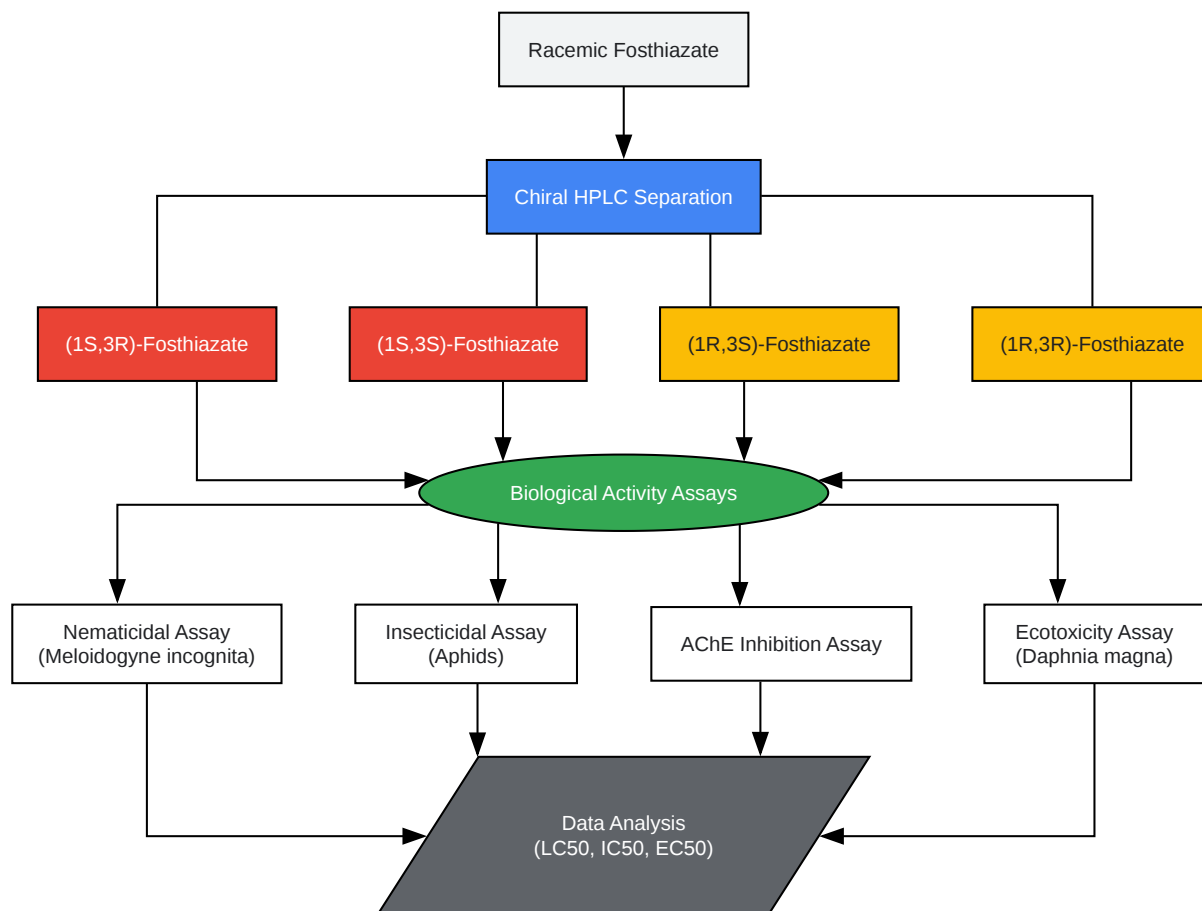 Racemic Fosthiazate
Chiral HPLC Separation
(1S,3R)-Fosthiazate
(1S,3S)-Fosthiazate
(1R,3S)-Fosthiazate
(1R,3R)-Fosthiazate
Biological Activity Assays
Nematicidal Assay
(Meloidogyne incognita)
Insecticidal Assay
(Aphids)
AChE Inhibition Assay
Ecotoxicity Assay
(Daphnia magna)
Data Analysis
(LC50, IC50, EC50)